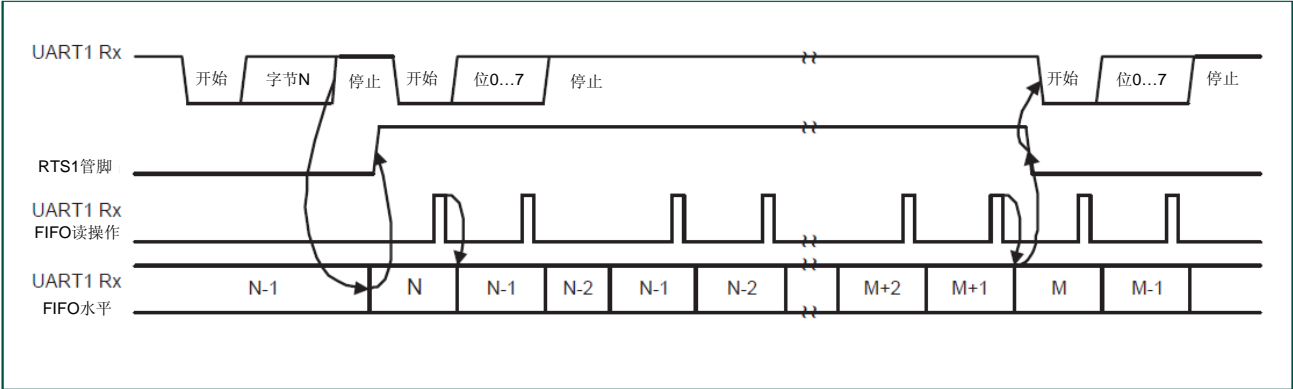 UART1 Rx
开始 字节N 停止 开始 位0…7 停止 开始 位0…7 停止
RTS1管脚
UART1 Rx
FIFO读操作
UART1 Rx
FIFO水平
N-1 N N-1 N-2 N-1 N-2 M+2 M+1 M M-1